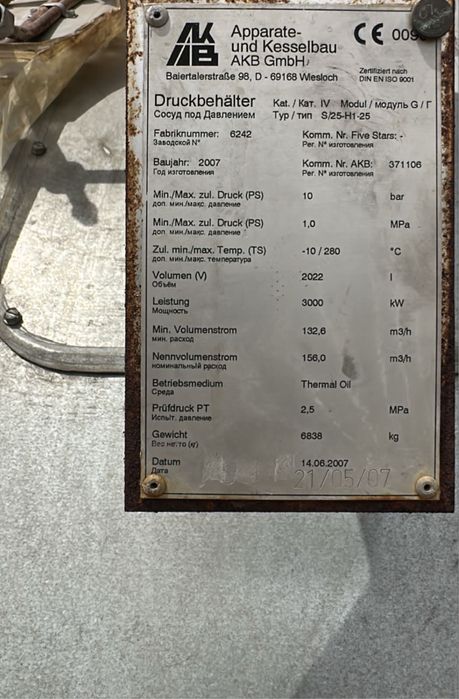 AKB
Apparate-
und Kesselbau
AKB GmbH
CE 009
Baiertalerstraße 98, D - 69168 Wiesloch
Zertifiziert nach
DIN EN ISO 9001
Druckbehälter Kat. / Кат. IV Modul / модуль G / Г
Сосуд под Давлением Typ / тип S/25-H1-25
Fabriknummer: 6242 Komm. Nr. Five Stars: -
Заводской N° Рег. N° изготовления
Baujahr: 2007 Komm. Nr. AKB: 371106
Год изготовления Рег. N° изготовления
Min./Max. zul. Druck (PS) 10 bar
доп. мин./макс. давление
Min./Max. zul. Druck (PS) 1,0 MPa
доп. мин./макс. давление
Zul. min./max. Temp. (TS) -10 / 280 °C
доп. мин./макс. температура
Volumen (V) 2022 l
Объём
Leistung 3000 kW
Мощность
Min. Volumenstrom 132,6 m3/h
мин. расход
Nennvolumenstrom 156,0 m3/h
номинальный расход
Betriebsmedium Thermal Oil
Среда
Prüfdruck PT 2,5 MPa
Испыт. давление
Gewicht 6838 kg
Вес нетто (кг)
Datum 14.06.2007
Дата 21/05/07